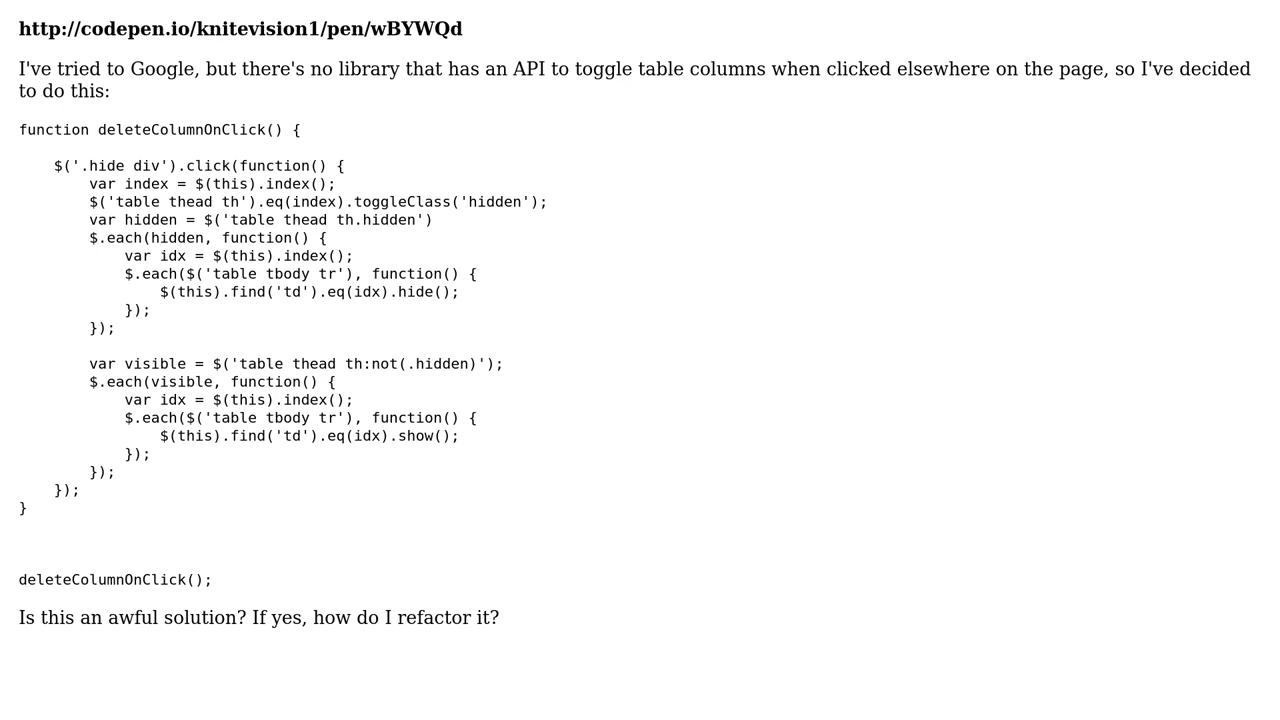 http://codepen.io/knitevision1/pen/wBYWQd
I've tried to Google, but there's no library that has an API to toggle table columns when clicked elsewhere on the page, so I've decided
to do this:
function deleteColumnOnClick() {
    $('.hide div').click(function() {
        var index = $(this).index();
        $('table thead th').eq(index).toggleClass('hidden');
        var hidden = $('table thead th.hidden')
        $.each(hidden, function() {
            var idx = $(this).index();
            $.each($('table tbody tr'), function() {
                $(this).find('td').eq(idx).hide();
            });
        });
        var visible = $('table thead th:not(.hidden)');
        $.each(visible, function() {
            var idx = $(this).index();
            $.each($('table tbody tr'), function() {
                $(this).find('td').eq(idx).show();
            });
        });
    });
}
deleteColumnOnClick();
Is this an awful solution? If yes, how do I refactor it?